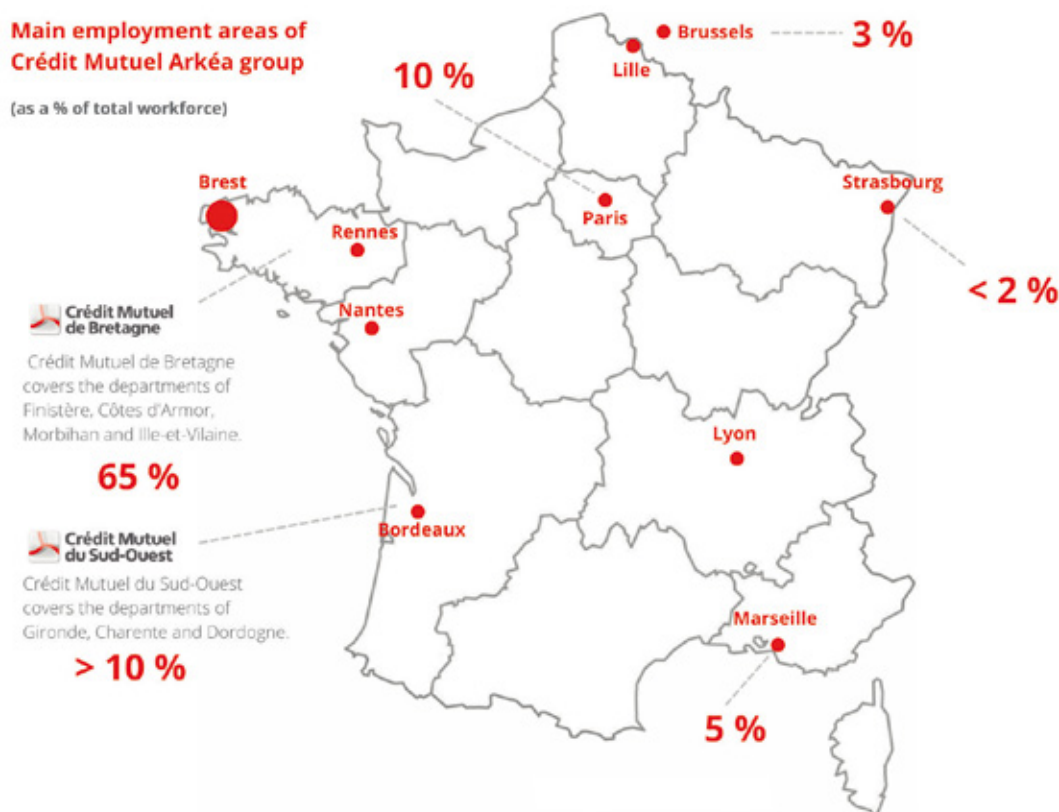 Main employment areas of
Crédit Mutuel Arkéa group
(as a % of total workforce)
Brussels
3 %
Lille
10 %
Brest
Strasbourg
Paris
Rennes
< 2 %
Nantes
Crédit Mutuel
de Bretagne
Crédit Mutuel de Bretagne
covers the departments of
Finistère, Côtes d'Armor,
Morbihan and Ille-et-Vilaine.
65 %
Lyon
Bordeaux
Crédit Mutuel
du Sud-Ouest
Crédit Mutuel du Sud-Ouest
covers the departments of
Gironde, Charente and Dordogne.
> 10 %
Marseille
5 %